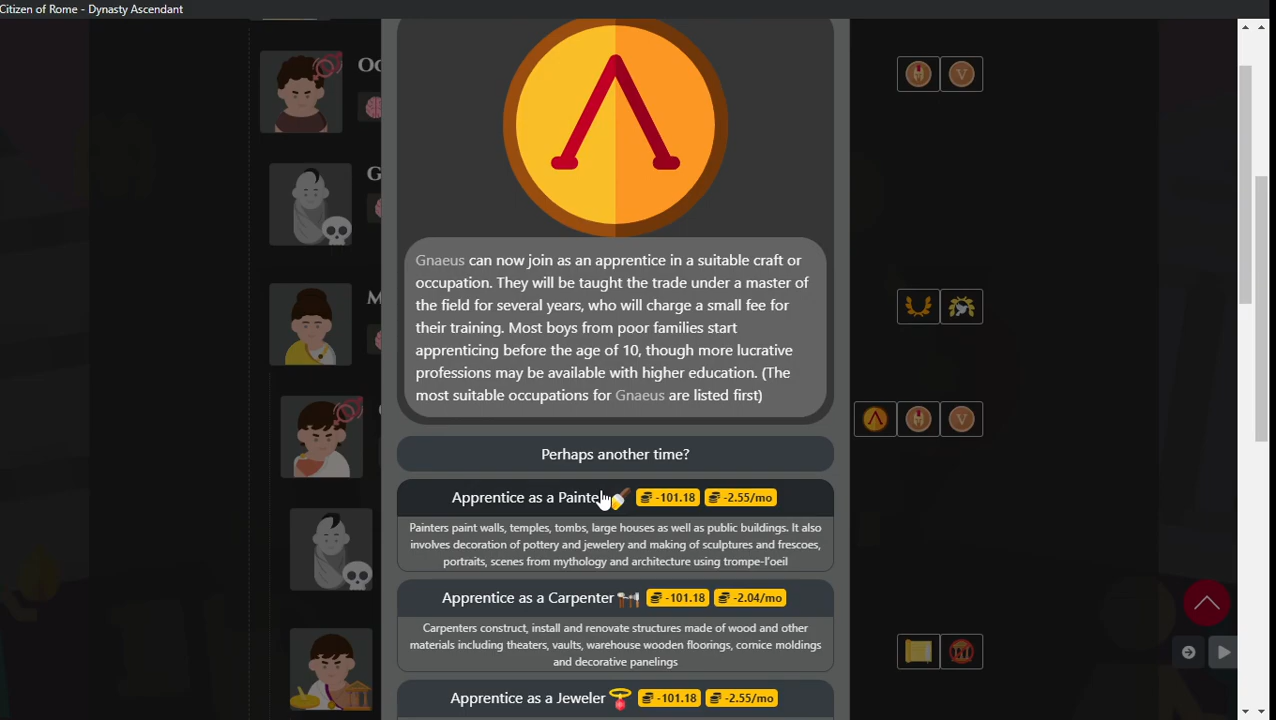 Citizen of Rome - Dynasty Ascendant
Gnaeus can now join as an apprentice in a suitable craft or
occupation. They will be taught the trade under a master of
the field for several years, who will charge a small fee for
their training. Most boys from poor families start
apprenticing before the age of 10, though more lucrative
professions may be available with higher education. (The
most suitable occupations for Gnaeus are listed first)
Perhaps another time?
Apprentice as a Painter -101.18 -2.55/mo
Painters paint walls, temples, tombs, large houses as well as public buildings. It also
involves decoration of pottery and jewelery and making of sculptures and frescoes,
portraits, scenes from mythology and architecture using trompe-l'oeil
Apprentice as a Carpenter -101.18 -2.04/mo
Carpenters construct, install and renovate structures made of wood and other
materials including theaters, vaults, warehouse wooden floorings, cornice moldings
and decorative panelings
Apprentice as a Jeweler -101.18 -2.55/mo